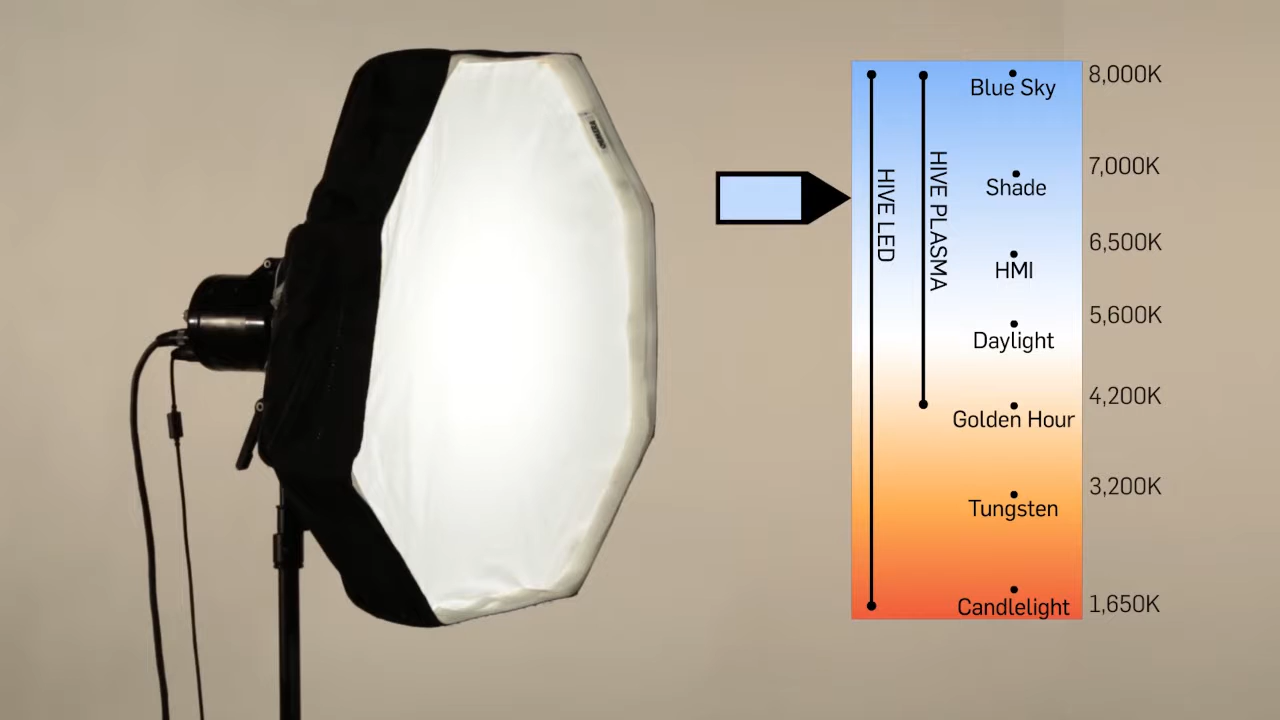 Blue Sky
8,000K
7,000K
Shade
HIVE LED
HIVE PLASMA
6,500K
HMI
5,600K
Daylight
4,200K
Golden Hour
3,200K
Tungsten
1,650K
Candlelight